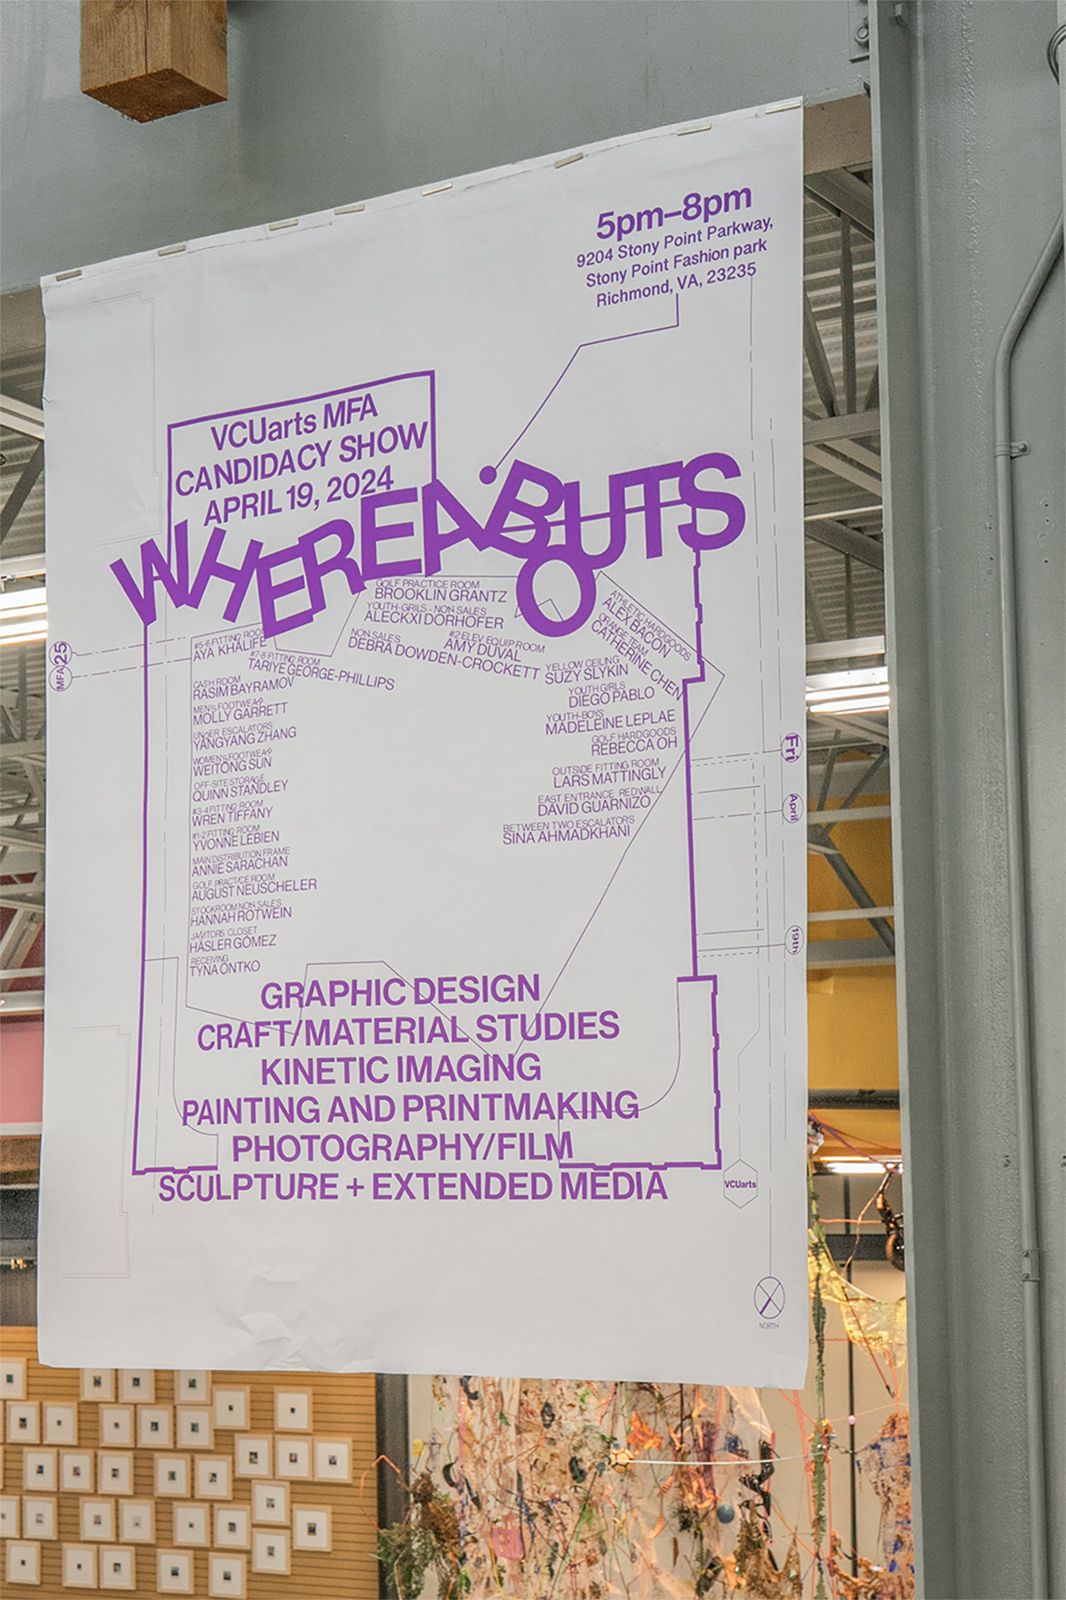 5pm–8pm
9204 Stony Point Parkway,
Stony Point Fashion park
Richmond, VA, 23235
VCUarts MFA
CANDIDACY SHOW
APRIL 19, 2024
WHEREABOUTS
GOLF PRACTICE ROOM
BROOKLIN GRANTZ
YOUTH-GRILS - NON SALES
ALECKXI DORHOFER
NON SALES
DEBRA DOWDEN-CROCKETT
#2 ELEV. EQUIP ROOM
AMY DUVAL
ATHLETIC HARDGOODS
ALEX BACON
ORANGE TEAM
CATHERINE CHEN
#5-6 FITTING ROOM
AYA KHALIFE
#7-8 FITTING ROOM
TARIYE GEORGE-PHILLIPS
CASH ROOM
RASIM BAYRAMOV
MEN'S FOOTWEAR
MOLLY GARRETT
UNDER ESCALATORS
YANGYANG ZHANG
WOMEN'S FOOTWEAR
WEITONG SUN
OFF-SITE STORAGE
QUINN STANDLEY
#3-4 FITTING ROOM
WREN TIFFANY
#1-2 FITTING ROOM
YVONNE LEBIEN
MAIN DISTRIBUTION FRAME
ANNIE SARACHAN
GOLF PRACTICE ROOM
AUGUST NEUSCHELER
STOCKROOM NON-SALES
HANNAH ROTWEIN
JANITORS CLOSET
HASLER GÓMEZ
RECEIVING
TYNA ONTKO
YELLOW CEILING
SUZY SLYKIN
YOUTH GIRLS
DIEGO PABLO
YOUTH-BOYS
MADELEINE LEPLAE
GOLF HARDGOODS
REBECCA OH
OUTSIDE FITTING ROOM
LARS MATTINGLY
EAST ENTRANCE, RED WALL
DAVID GUARNIZO
BETWEEN TWO ESCALATORS
SINA AHMADKHANI
MFA 25
Fri
April
19th
GRAPHIC DESIGN
CRAFT/MATERIAL STUDIES
KINETIC IMAGING
PAINTING AND PRINTMAKING
PHOTOGRAPHY/FILM
SCULPTURE + EXTENDED MEDIA
VCUarts
NORTH